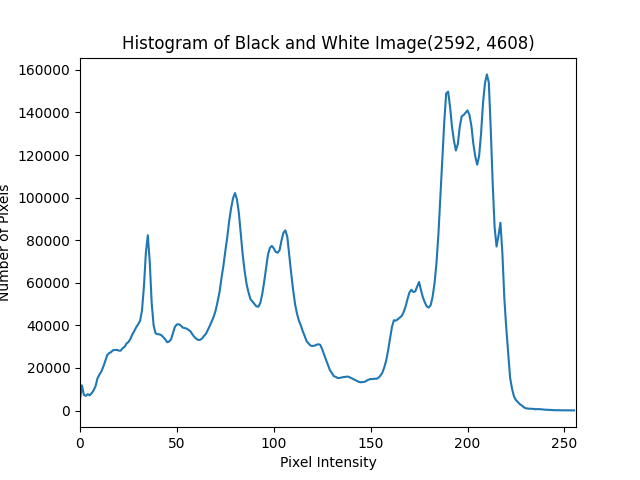 Histogram of Black and White Image(2592, 4608)
Number of Pixels
160000
140000
120000
100000
80000
60000
40000
20000
0
0 50 100 150 200 250
Pixel Intensity